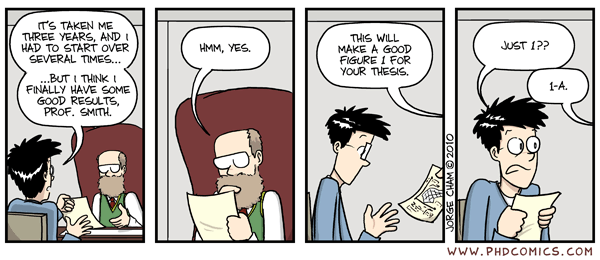 IT'S TAKEN ME
THREE YEARS, AND I
HAD TO START OVER
SEVERAL TIMES...
...BUT I THINK I
FINALLY HAVE SOME
GOOD RESULTS,
PROF. SMITH.
HMM, YES.
THIS WILL
MAKE A GOOD
FIGURE 1 FOR
YOUR THESIS.
JORGE CHAM © 2010
JUST 1??
1-A.
WWW.PHDCOMICS.COM